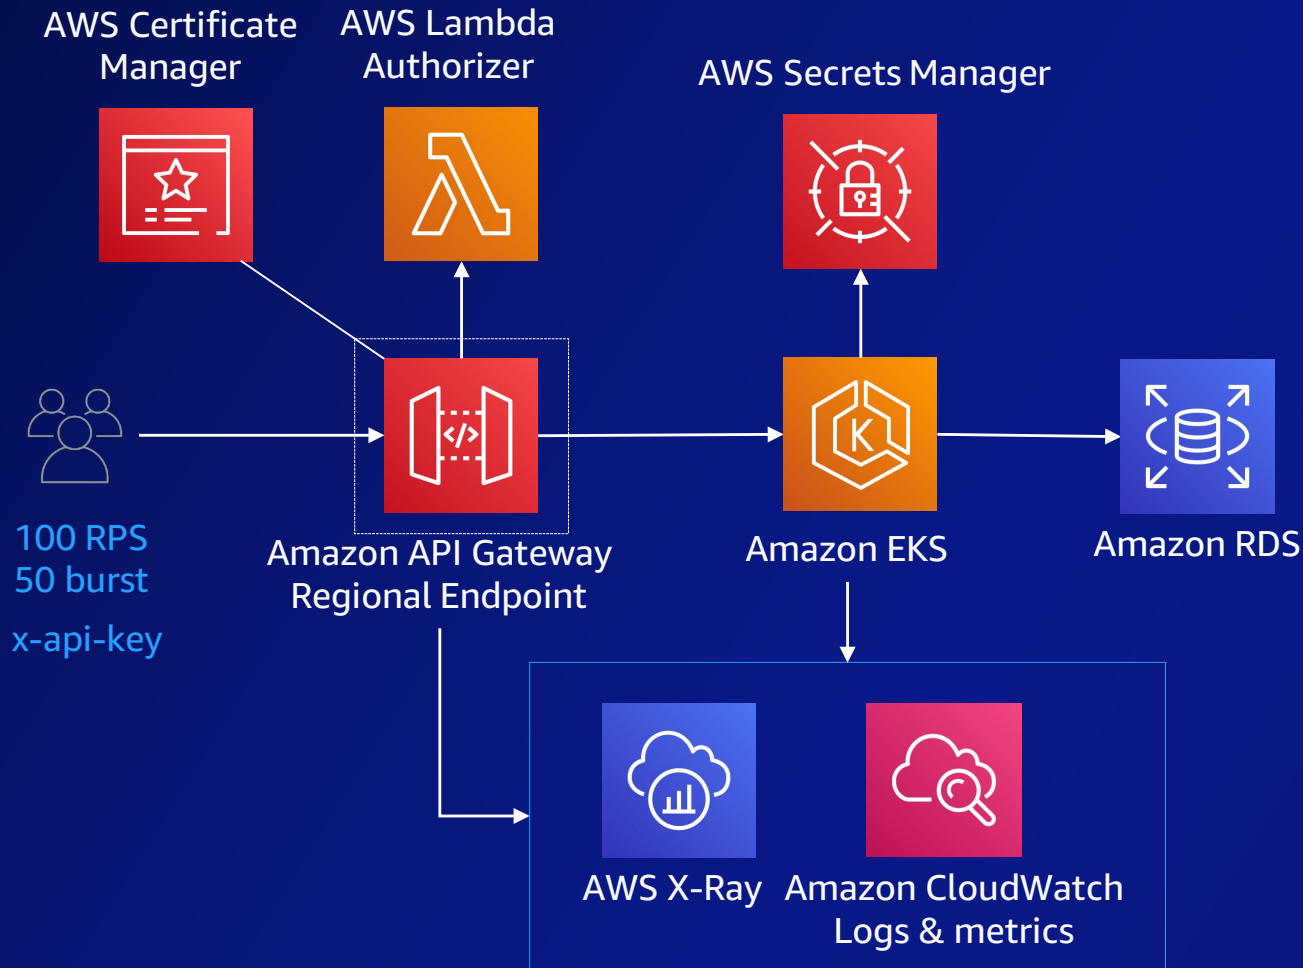 AWS Certificate
Manager
AWS Lambda
Authorizer
AWS Secrets Manager
</>
K
100 RPS
50 burst
x-api-key
Amazon API Gateway
Regional Endpoint
Amazon EKS
Amazon RDS
AWS X-Ray
Amazon CloudWatch
Logs & metrics